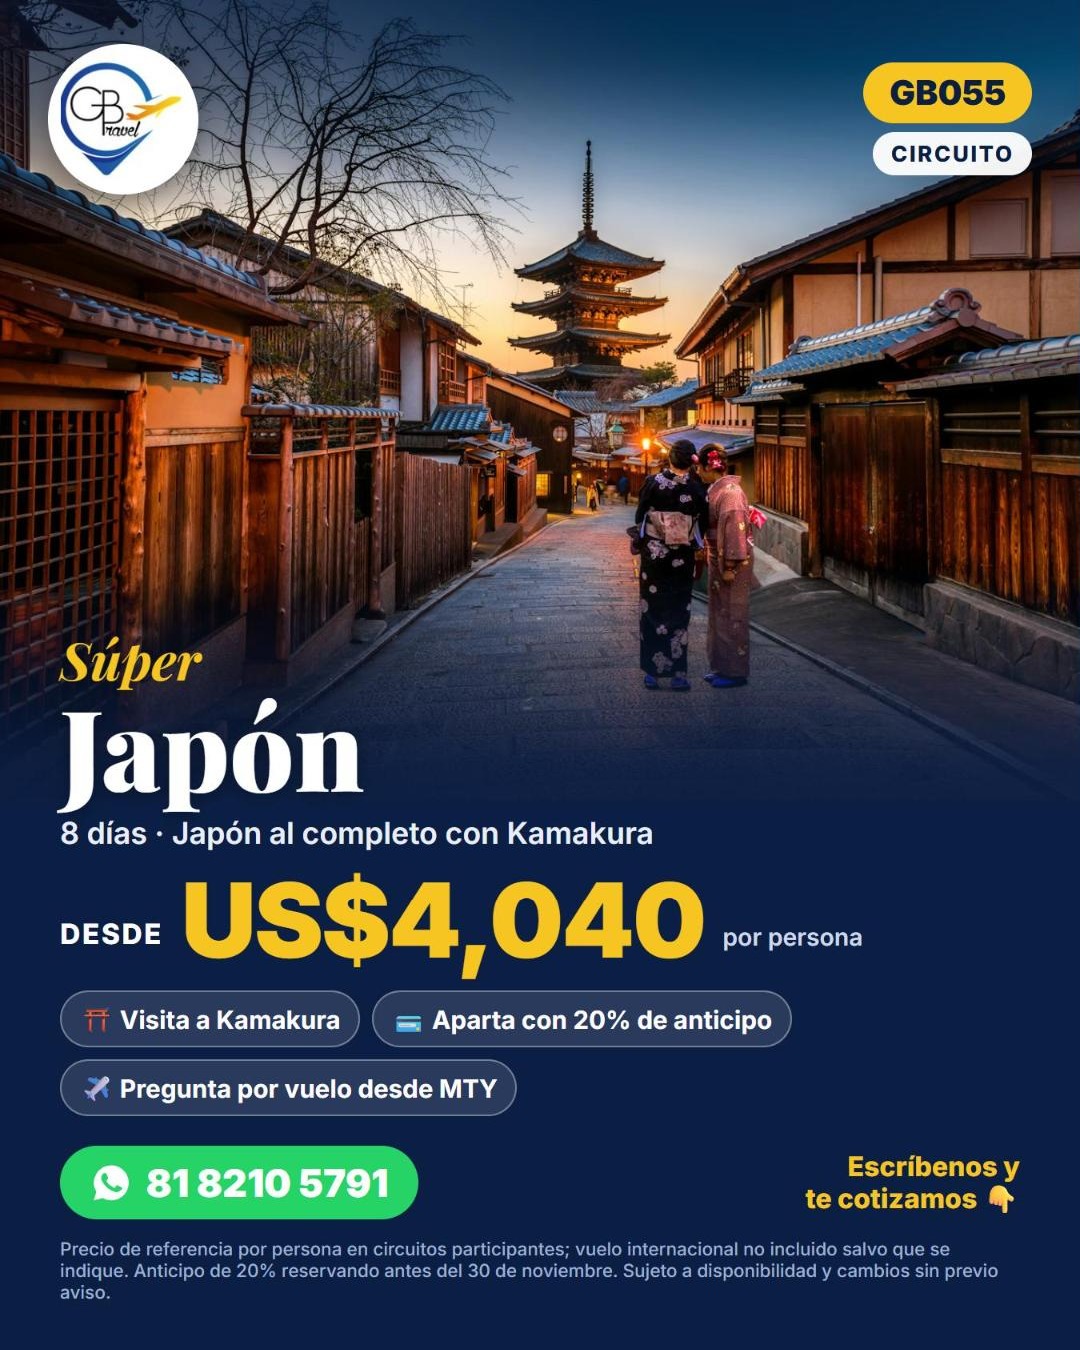 GB
Travel
GB055
CIRCUITO
Súper
Japón
8 días · Japón al completo con Kamakura
DESDE US$4,040 por persona
Visita a Kamakura
Aparta con 20% de anticipo
Pregunta por vuelo desde MTY
81 8210 5791
Escríbenos y
te cotizamos
Precio de referencia por persona en circuitos participantes; vuelo internacional no incluido salvo que se
indique. Anticipo de 20% reservando antes del 30 de noviembre. Sujeto a disponibilidad y cambios sin previo
aviso.